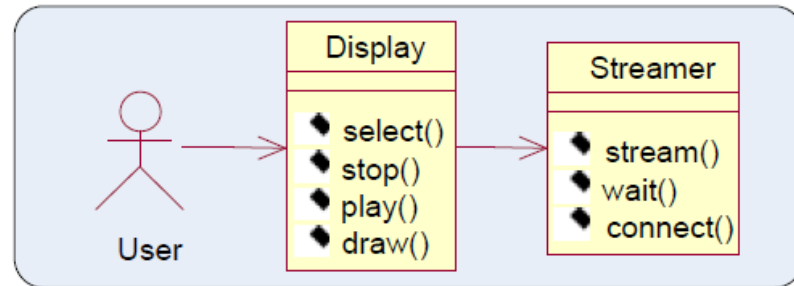 User
Display
select()
stop()
play()
draw()
Streamer
stream()
wait()
connect()